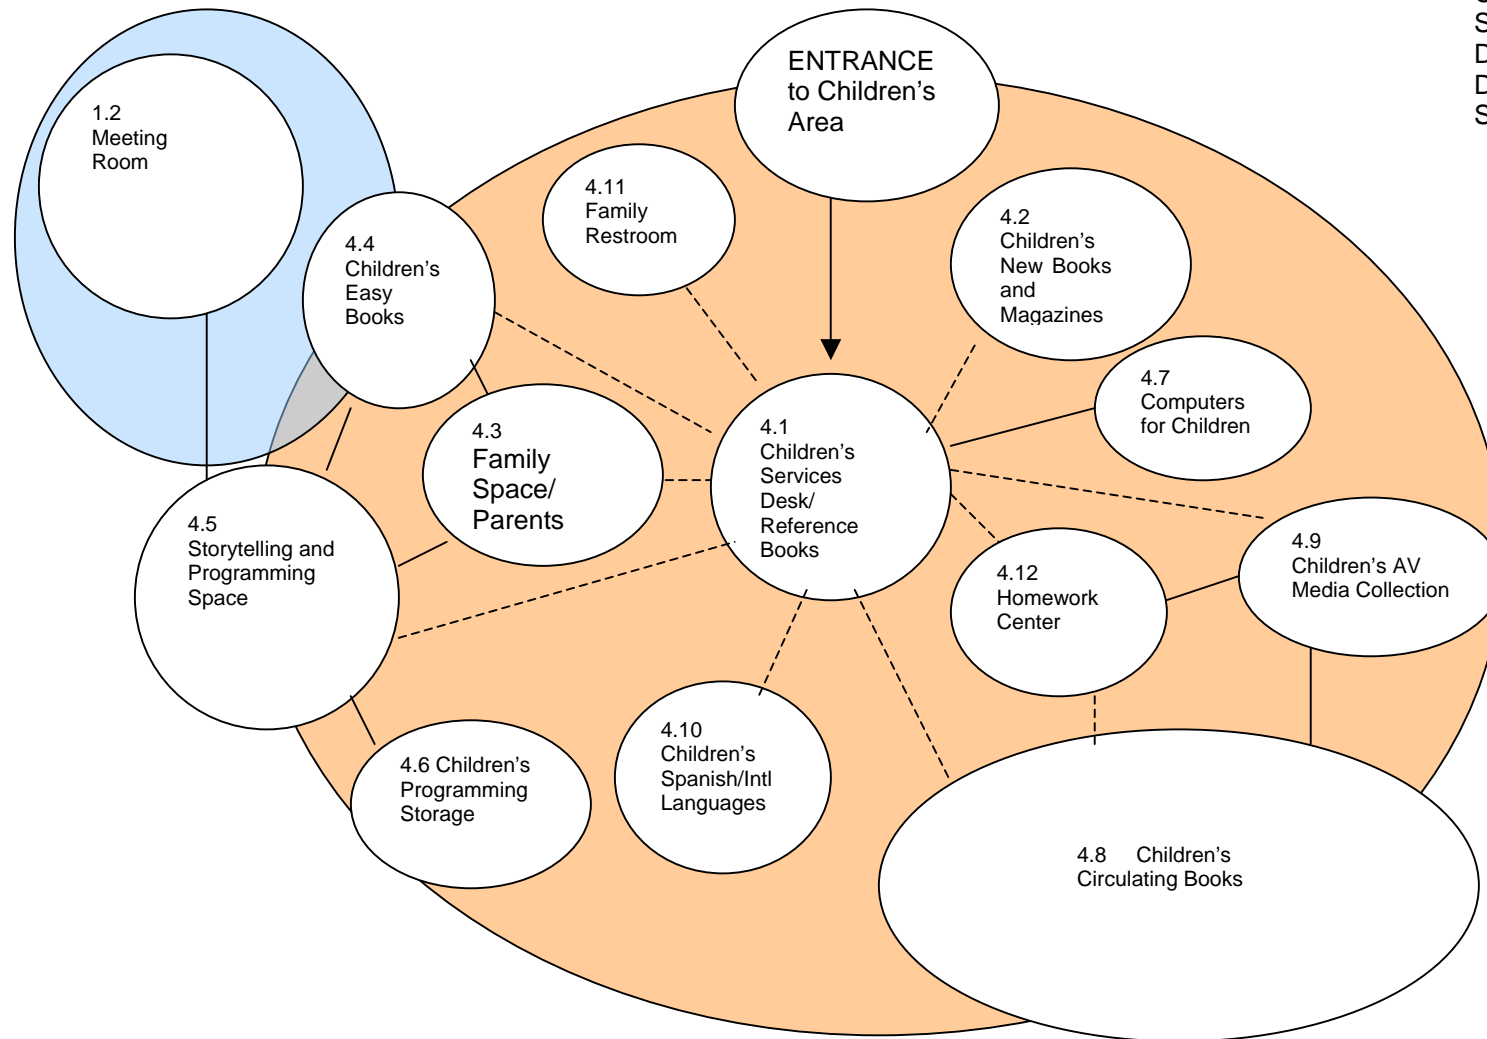 ENTRANCE
to Children's
Area
S
D
D
S
1.2
Meeting
Room
4.11
Family
Restroom
4.2
Children's
New Books
and
Magazines
4.4
Children's
Easy
Books
4.7
Computers
for Children
4.3
Family
Space/
Parents
4.1
Children's
Services
Desk/
Reference
Books
4.5
Storytelling and
Programming
Space
4.9
Children's AV
Media Collection
4.12
Homework
Center
4.10
Children's
Spanish/Intl
Languages
4.6 Children's
Programming
Storage
4.8 Children's
Circulating Books